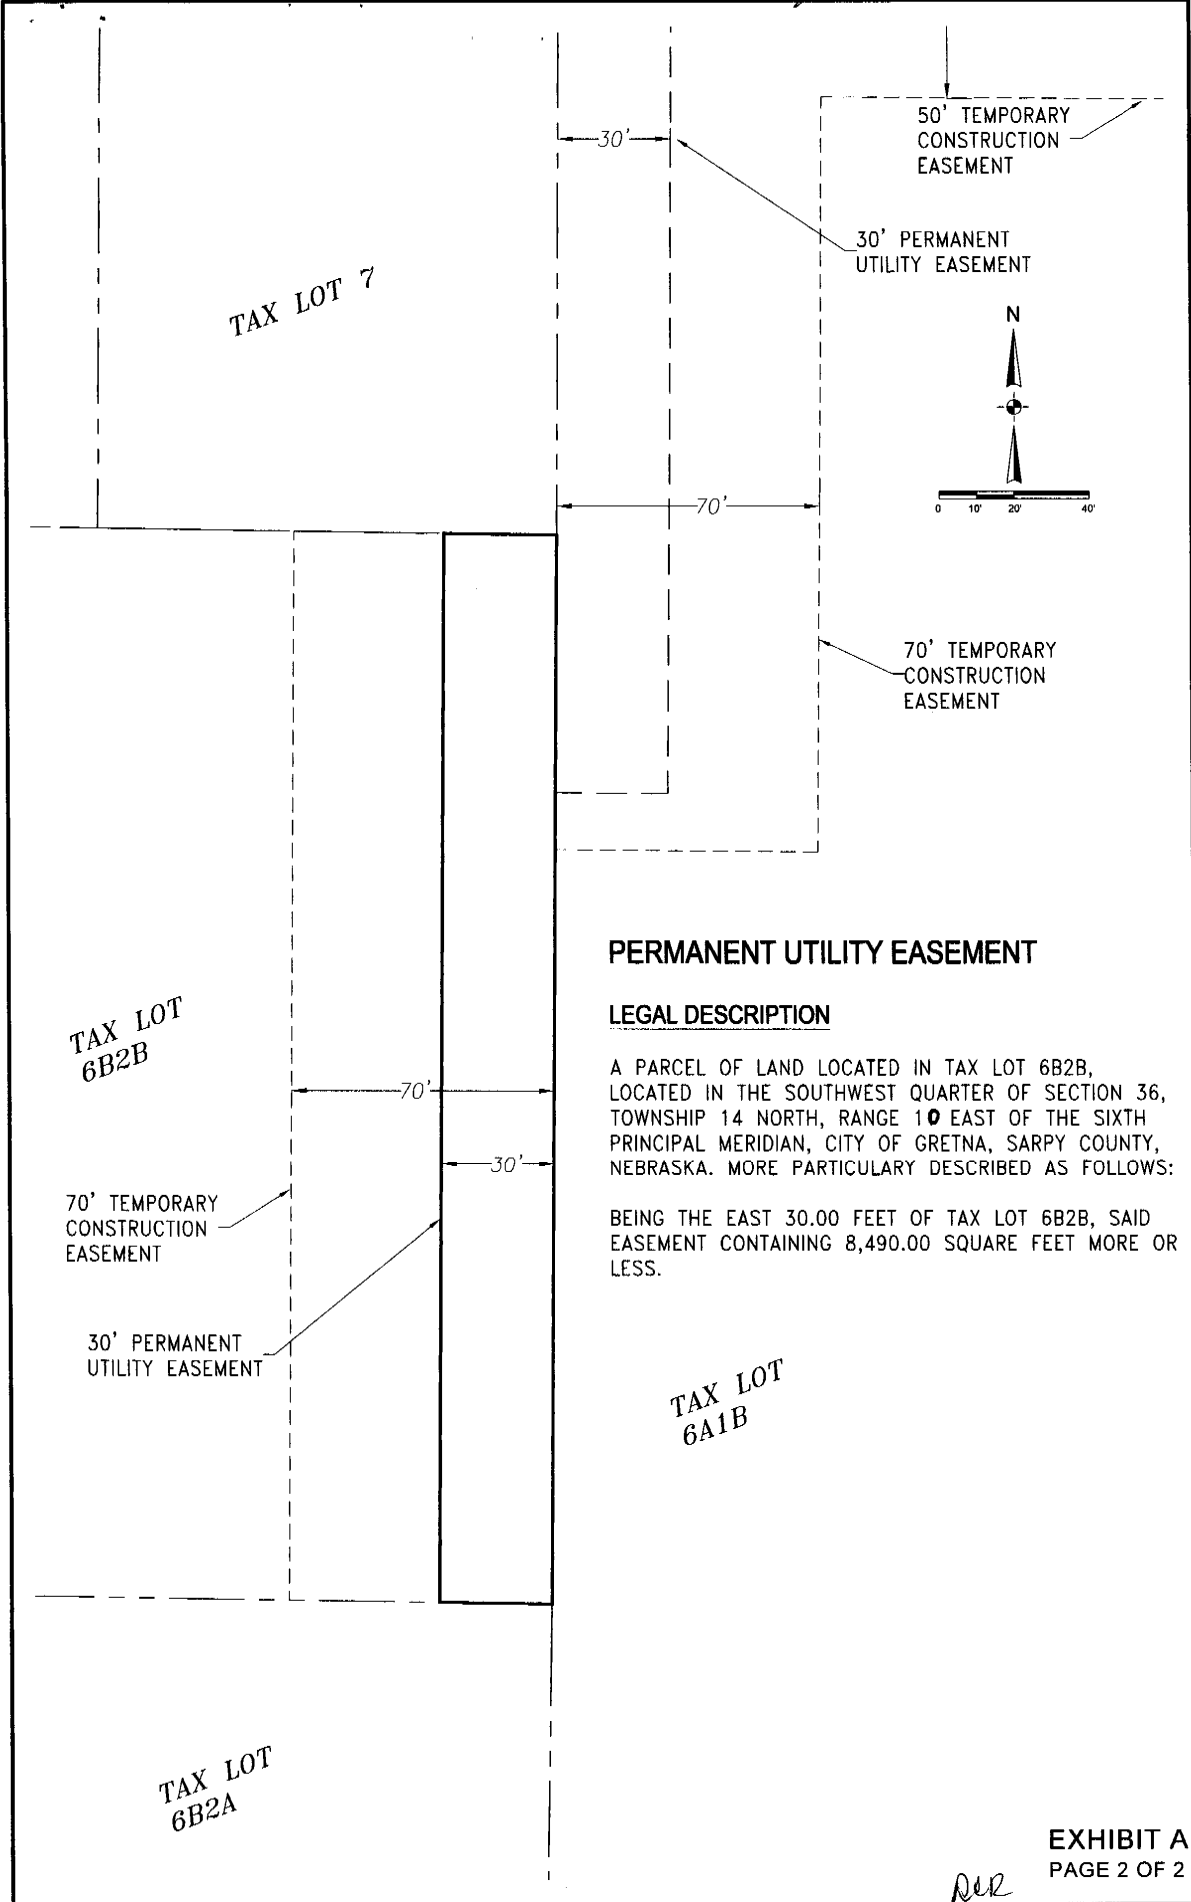 50' TEMPORARY
CONSTRUCTION
EASEMENT
30'
30' PERMANENT
UTILITY EASEMENT
TAX LOT 7
N
70'
0 10' 20' 40'
70' TEMPORARY
CONSTRUCTION
EASEMENT
PERMANENT UTILITY EASEMENT
LEGAL DESCRIPTION
A PARCEL OF LAND LOCATED IN TAX LOT 6B2B,
LOCATED IN THE SOUTHWEST QUARTER OF SECTION 36,
TOWNSHIP 14 NORTH, RANGE 10 EAST OF THE SIXTH
PRINCIPAL MERIDIAN, CITY OF GRETNA, SARPY COUNTY,
NEBRASKA. MORE PARTICULARY DESCRIBED AS FOLLOWS:
BEING THE EAST 30.00 FEET OF TAX LOT 6B2B, SAID
EASEMENT CONTAINING 8,490.00 SQUARE FEET MORE OR
LESS.
TAX LOT
6B2B
70'
30'
70' TEMPORARY
CONSTRUCTION
EASEMENT
30' PERMANENT
UTILITY EASEMENT
TAX LOT
6A1B
TAX LOT
6B2A
EXHIBIT A
PAGE 2 OF 2